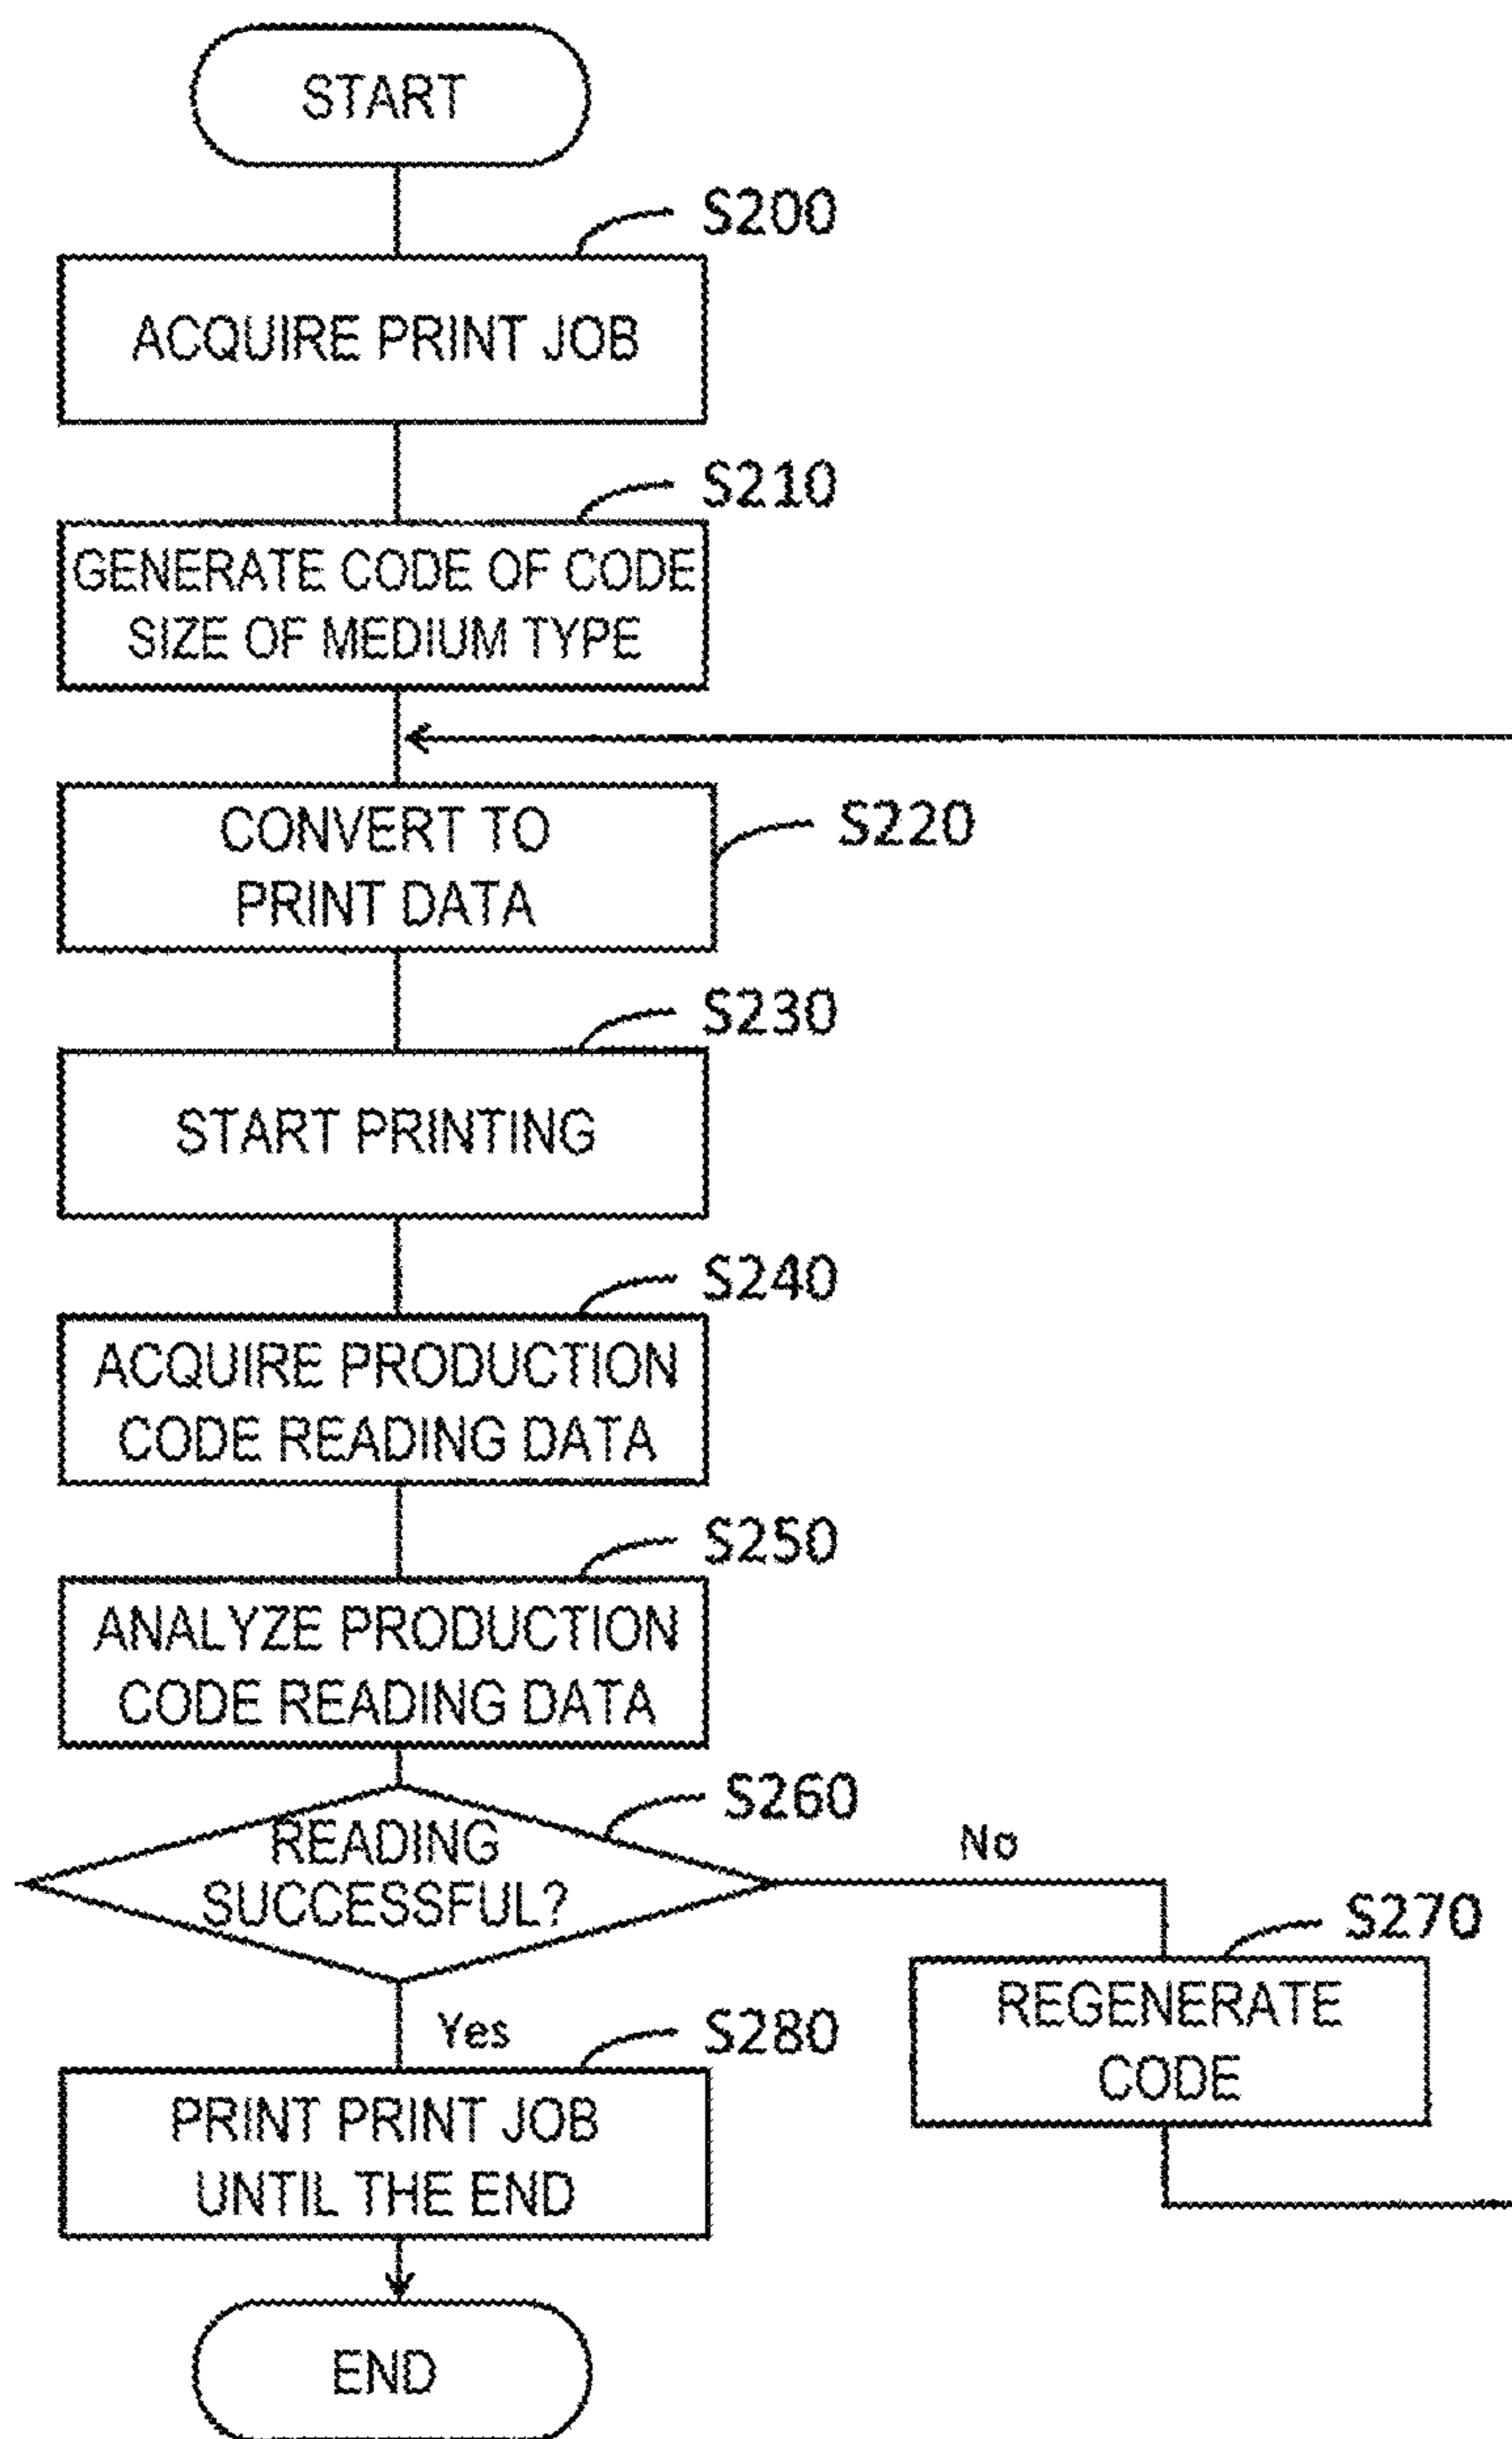 START
S200
ACQUIRE PRINT JOB
S210
GENERATE CODE OF CODE
SIZE OF MEDIUM TYPE
CONVERT TO
PRINT DATA
S220
S230
START PRINTING
S240
ACQUIRE PRODUCTION
CODE READING DATA
S250
ANALYZE PRODUCTION
CODE READING DATA
S260
READING
SUCCESSFUL?
No
S270
REGENERATE
CODE
Yes
S280
PRINT PRINT JOB
UNTIL THE END
END